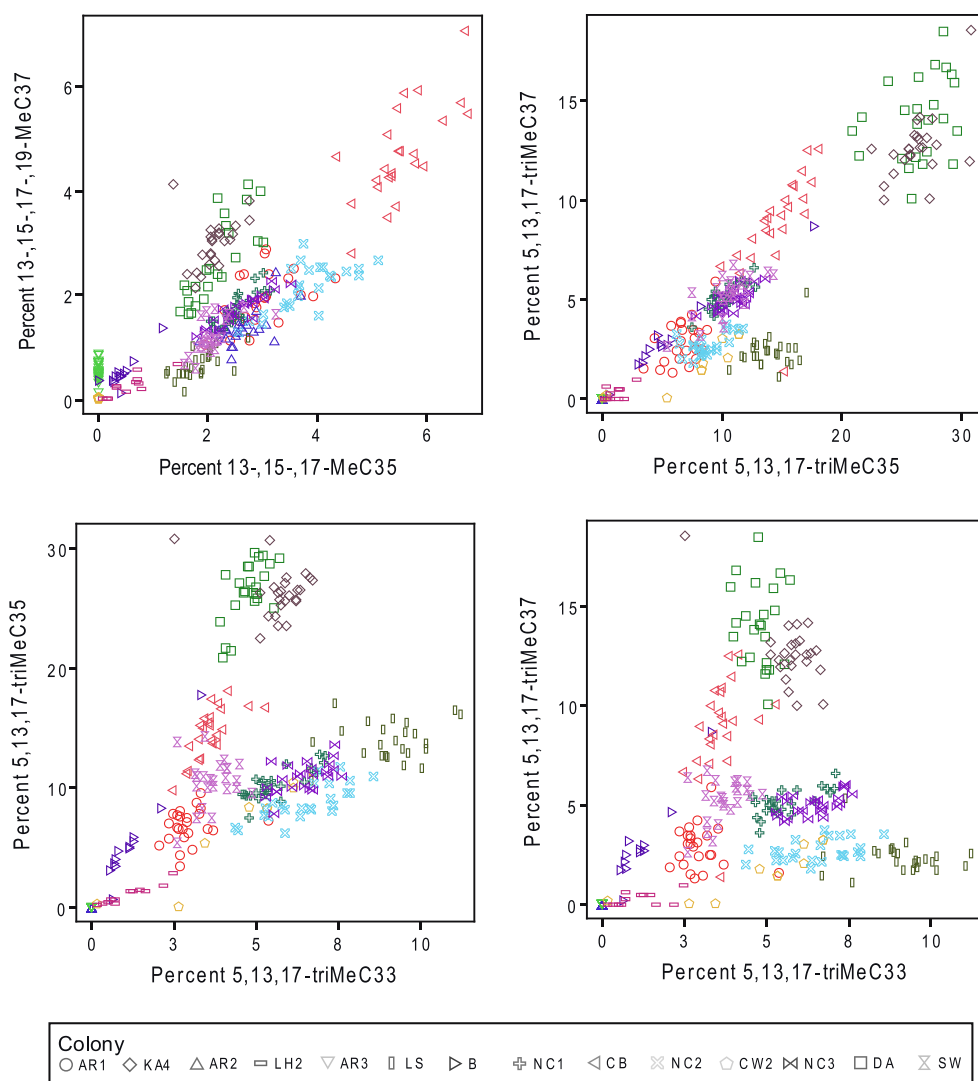 Percent 13-,15-,17-,19-MeC37
6
4
2
0
0 2 4 6
Percent 13-,15-,17-MeC35
Percent 5,13,17-triMeC37
15
10
5
0
0 10 20 30
Percent 5,13,17-triMeC35
Percent 5,13,17-triMeC35
30
20
10
0
0 3 5 8 10
Percent 5,13,17-triMeC33
Percent 5,13,17-triMeC37
15
10
5
0
0 3 5 8 10
Percent 5,13,17-triMeC33
Colony
AR1 KA4 AR2 LH2 AR3 LS B NC1 CB NC2 CW2 NC3 DA SW